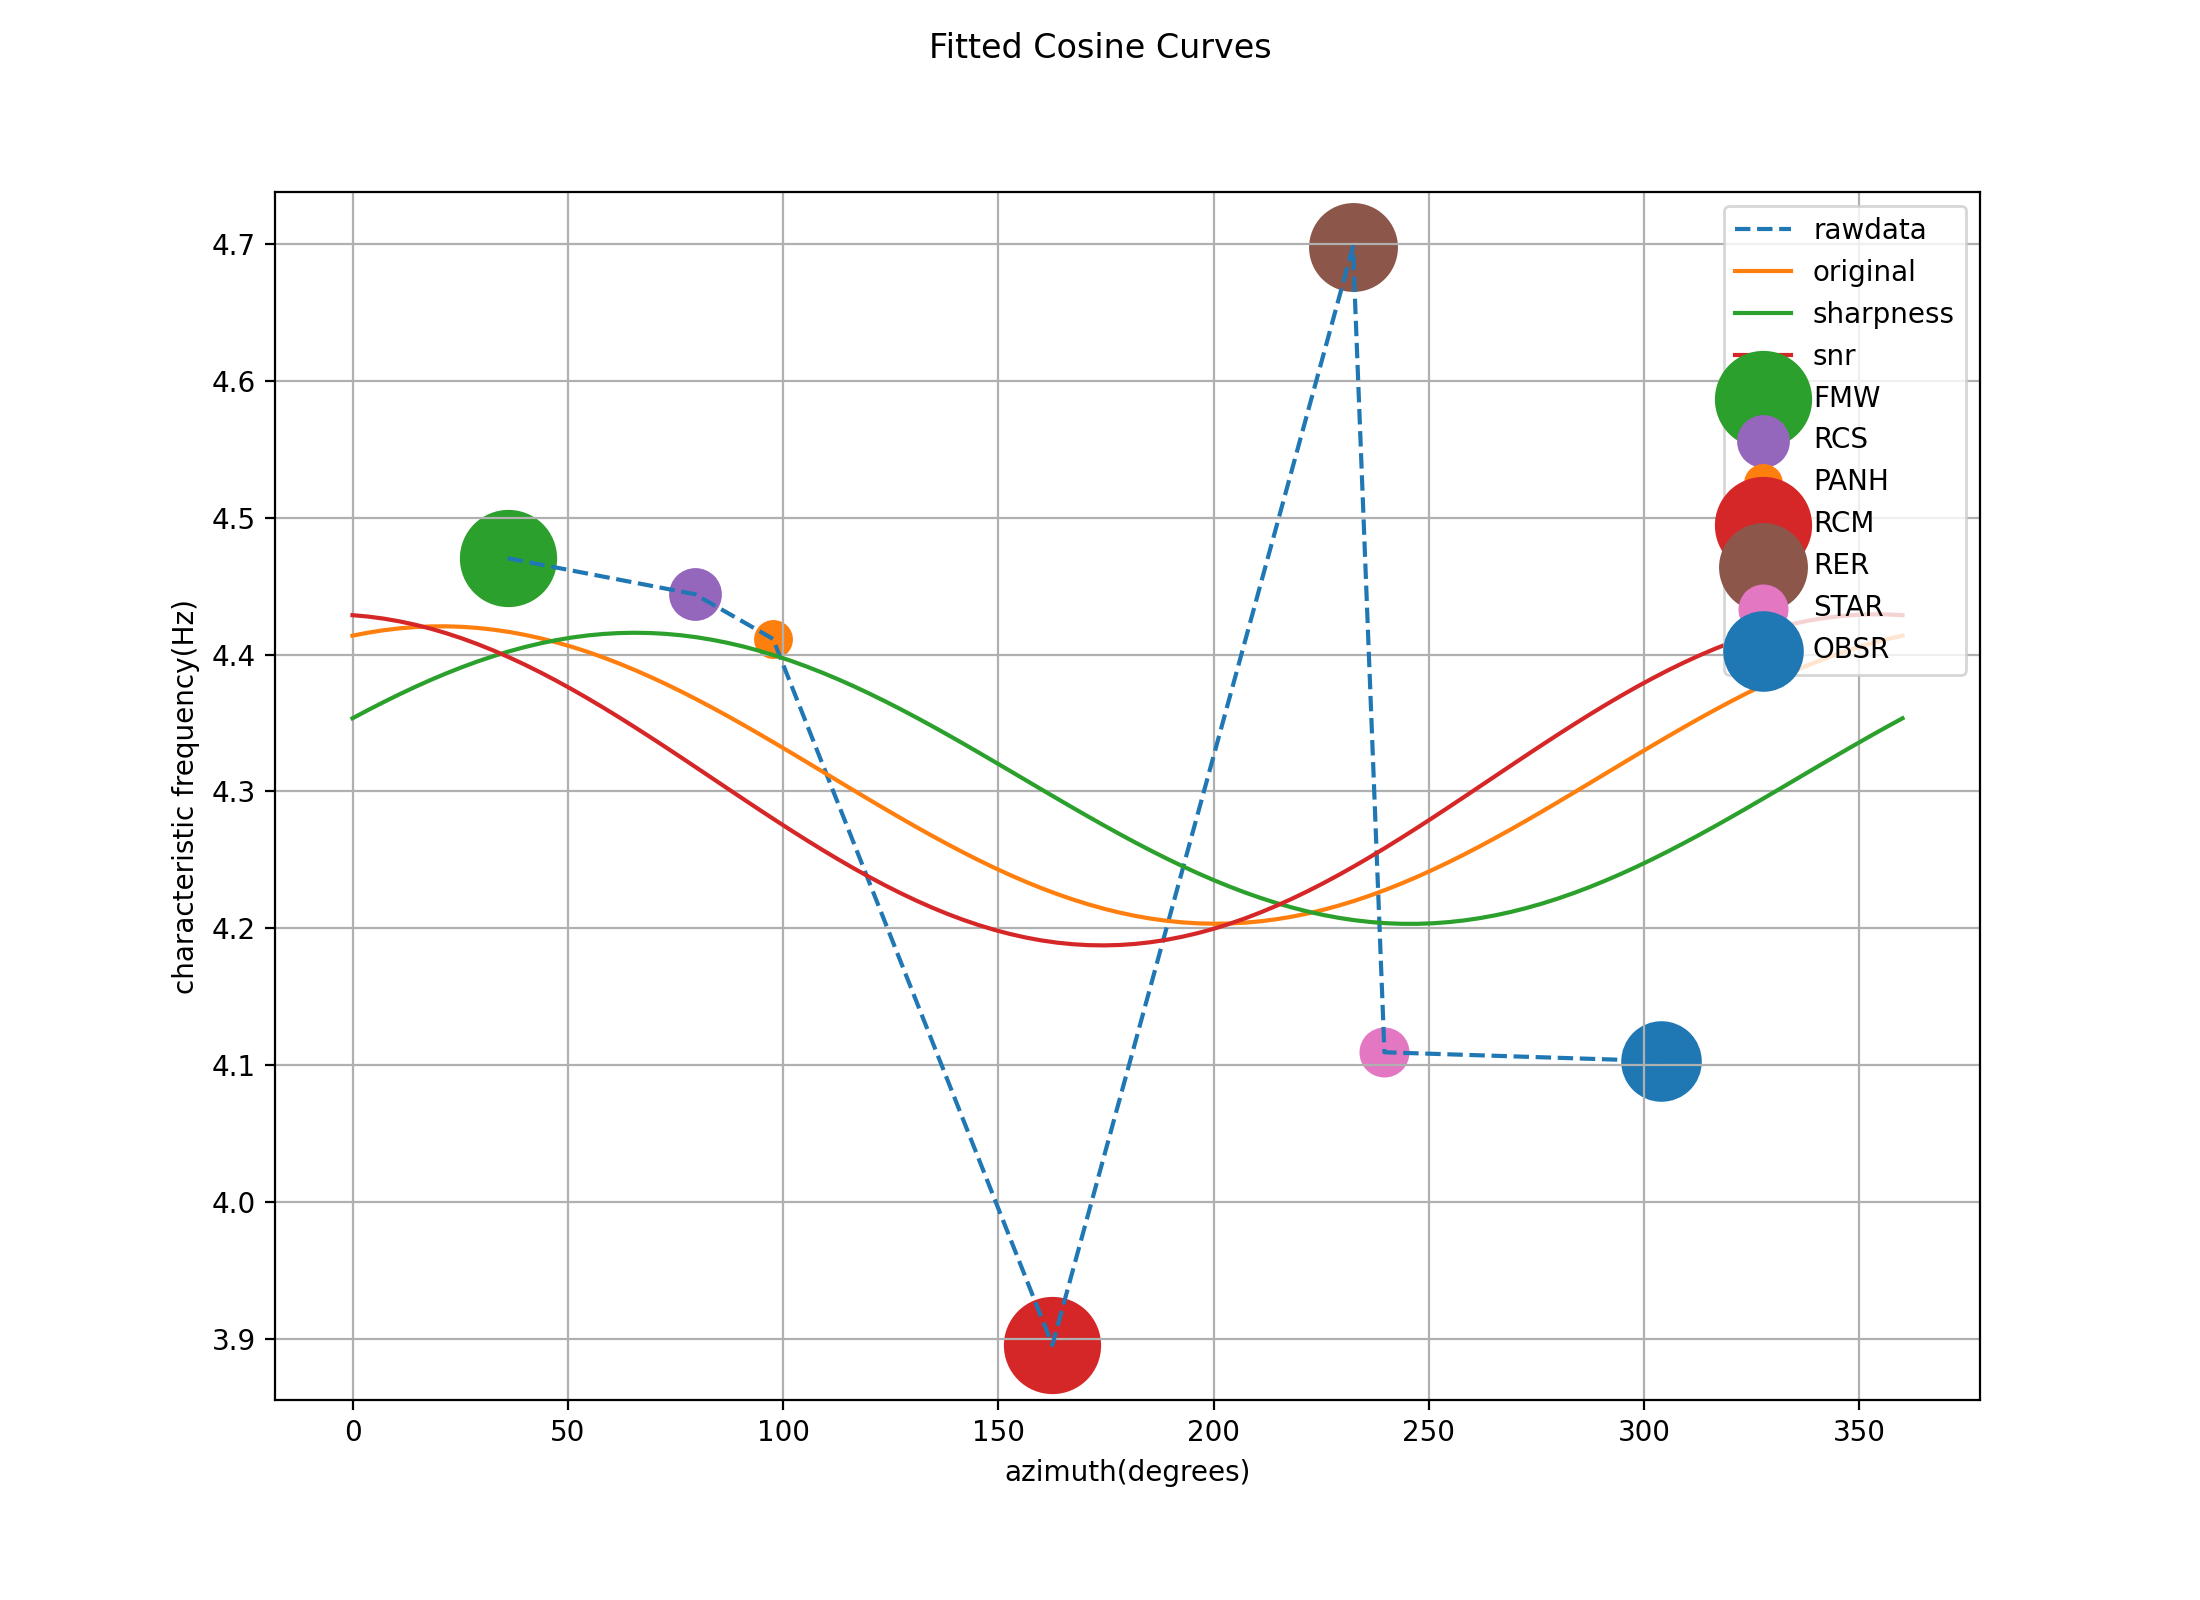 Fitted Cosine Curves
4.7
4.6
4.5
4.4
4.3
4.2
4.1
4.0
3.9
characteristic frequency(Hz)
rawdata
original
sharpness
snr
FMW
RCS
PANH
RCM
RER
STAR
OBSR
0 50 100 150 200 250 300 350
azimuth(degrees)